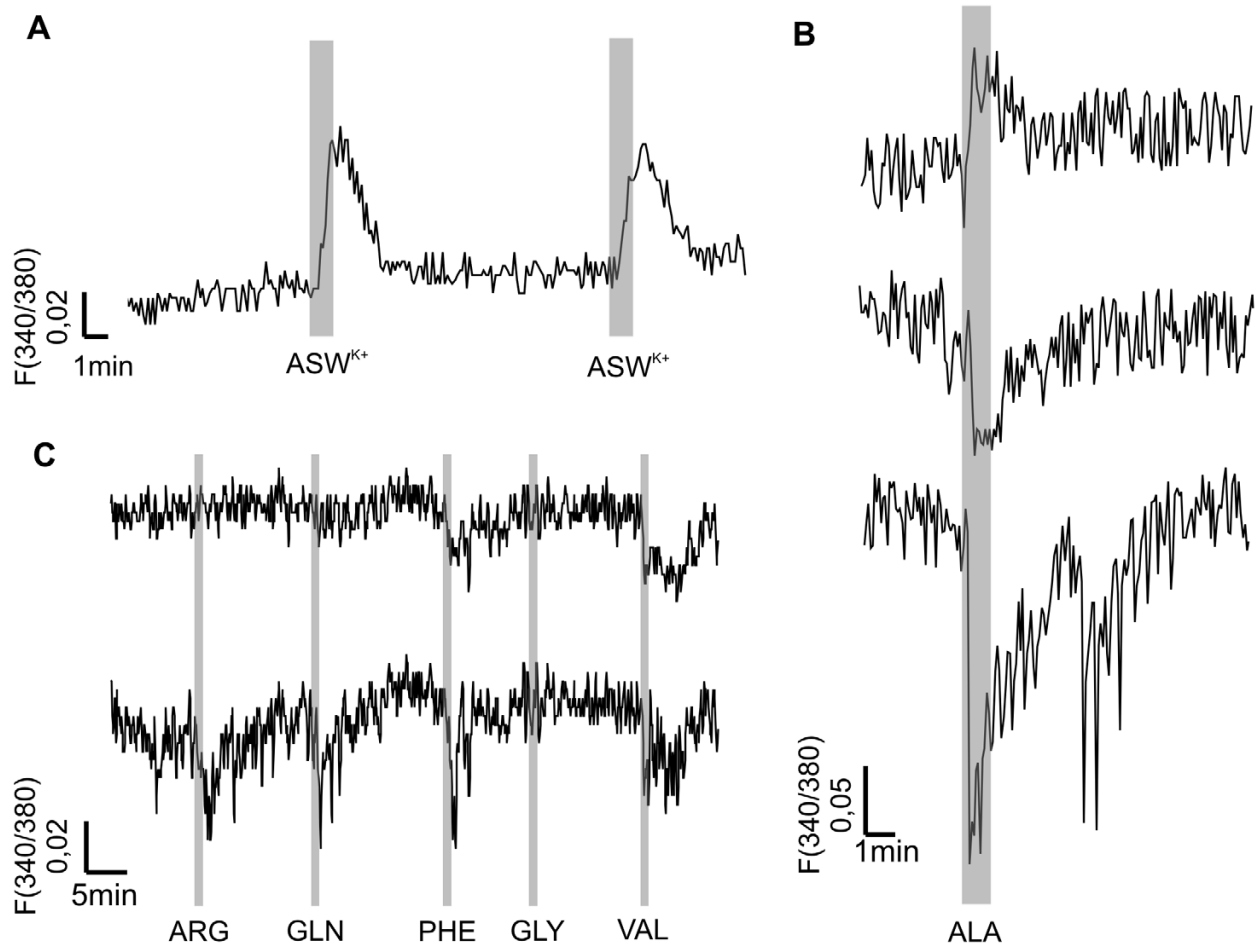 A
F(340/380)
0,02
1min
ASWᴷ⁺
ASWᴷ⁺
B
F(340/380)
0,05
1min
ALA
C
F(340/380)
0,02
5min
ARG
GLN
PHE
GLY
VAL